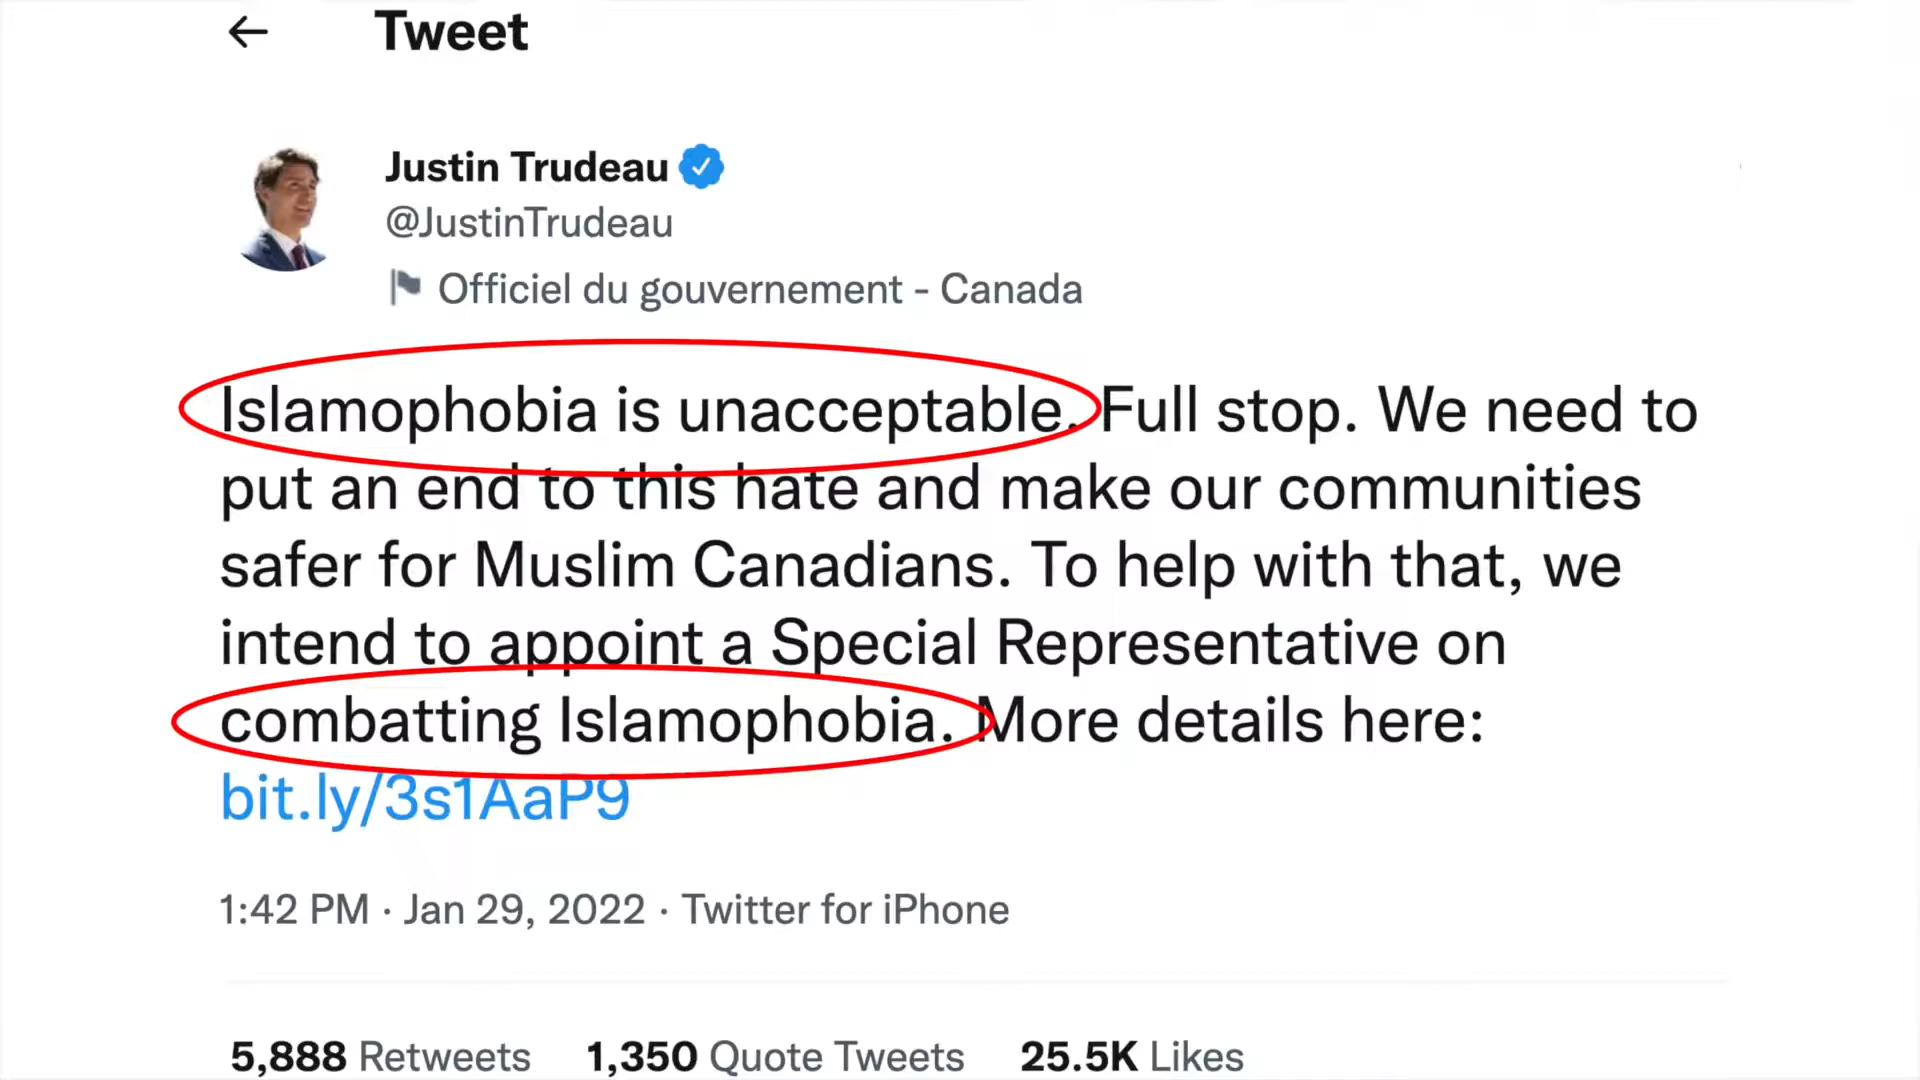 Tweet
Justin Trudeau
@JustinTrudeau
Officiel du gouvernement - Canada
Islamophobia is unacceptable. Full stop. We need to
put an end to this hate and make our communities
safer for Muslim Canadians. To help with that, we
intend to appoint a Special Representative on
combatting Islamophobia. More details here:
bit.ly/3s1AaP9
1:42 PM · Jan 29, 2022 · Twitter for iPhone
5,888 Retweets 1,350 Quote Tweets 25.5K Likes